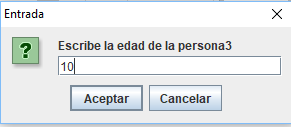 Entrada
Escribe la edad de la persona3
10
Aceptar
Cancelar